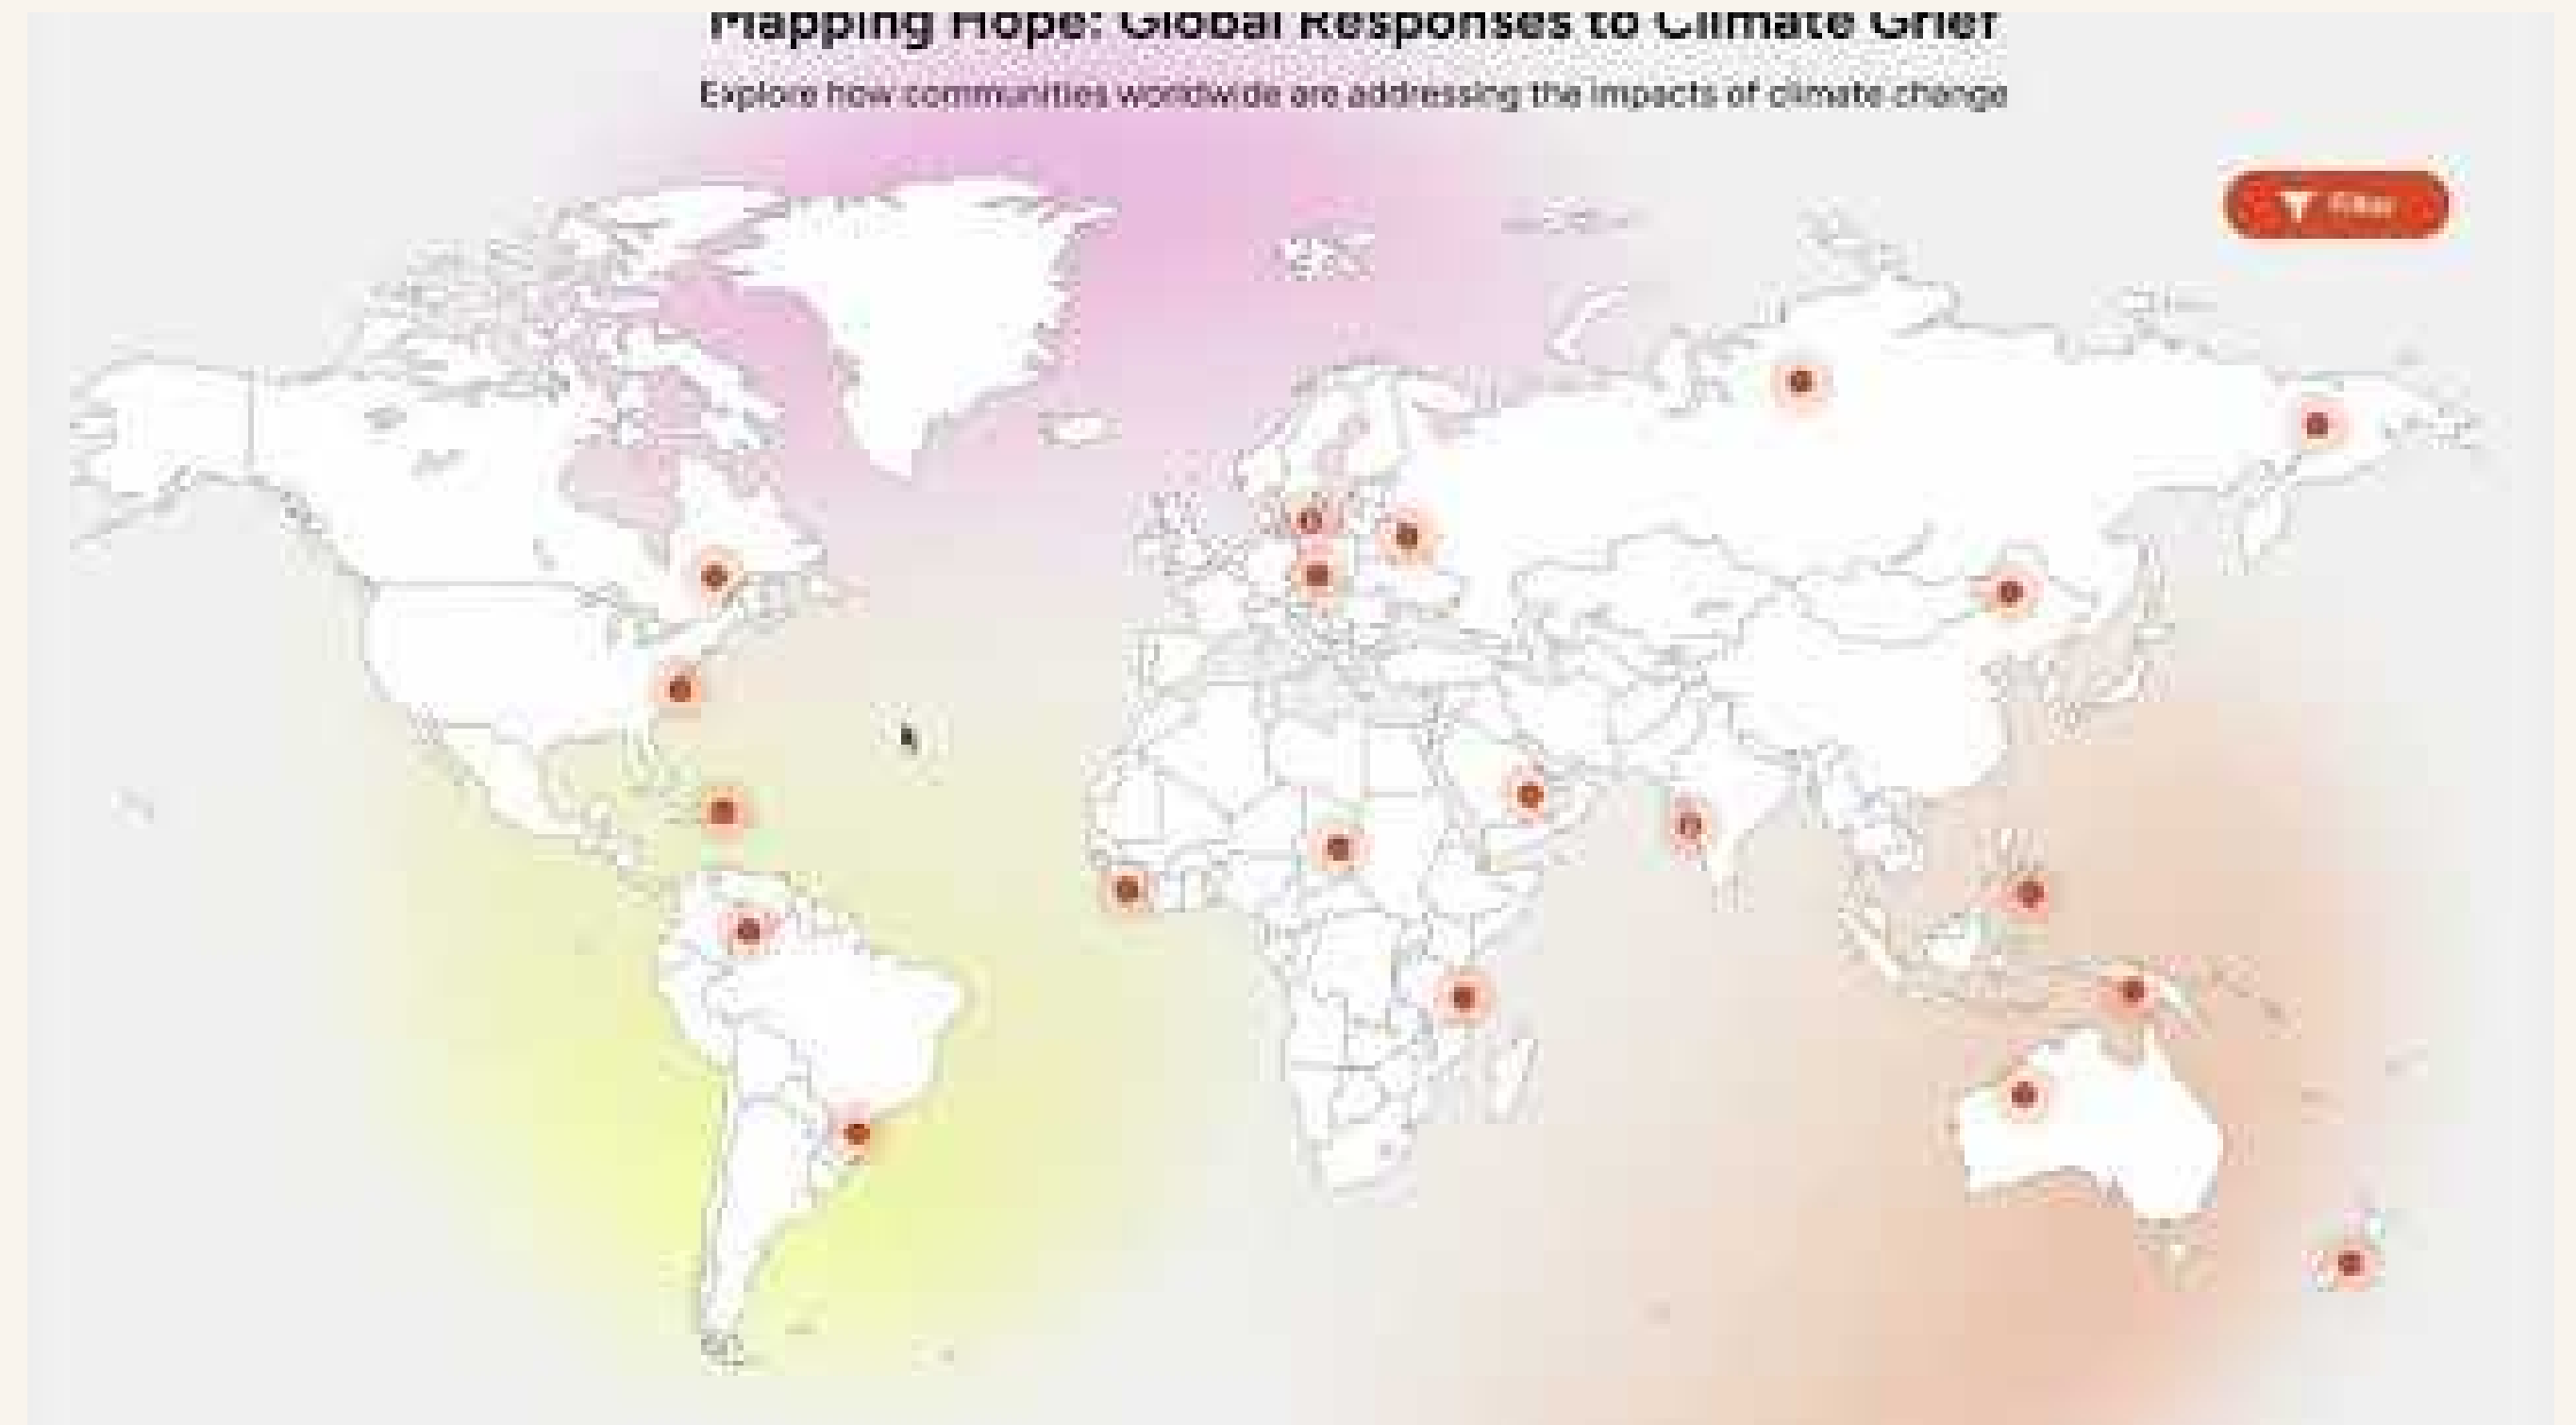 Mapping Hope: Global Responses to Climate Grief
Explore how communities worldwide are addressing the impacts of climate change
Filter